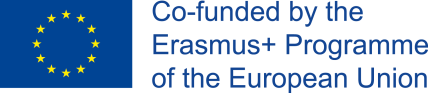 Co-funded by the
Erasmus+ Programme
of the European Union